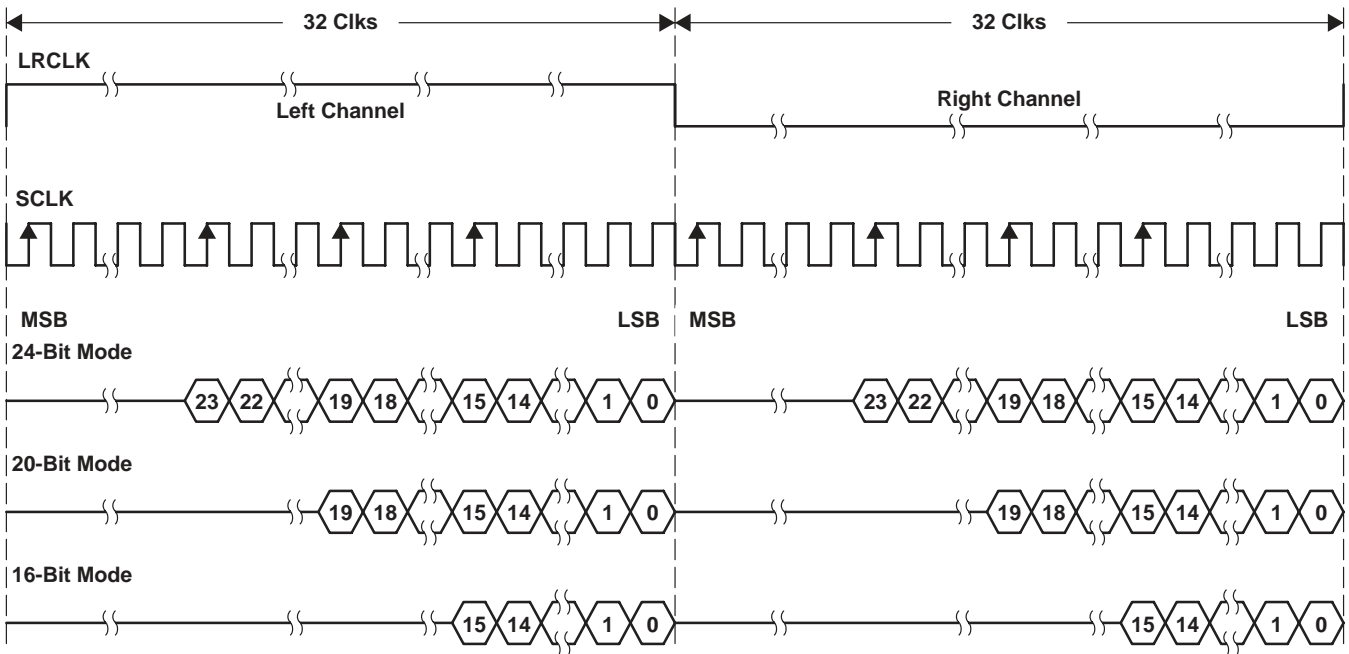 32 Clks 32 Clks
LRCLK
Left Channel Right Channel
SCLK
MSB LSB MSB LSB
24-Bit Mode
23 22 19 18 15 14 1 0 23 22 19 18 15 14 1 0
20-Bit Mode
19 18 15 14 1 0 19 18 15 14 1 0
16-Bit Mode
15 14 1 0 15 14 1 0